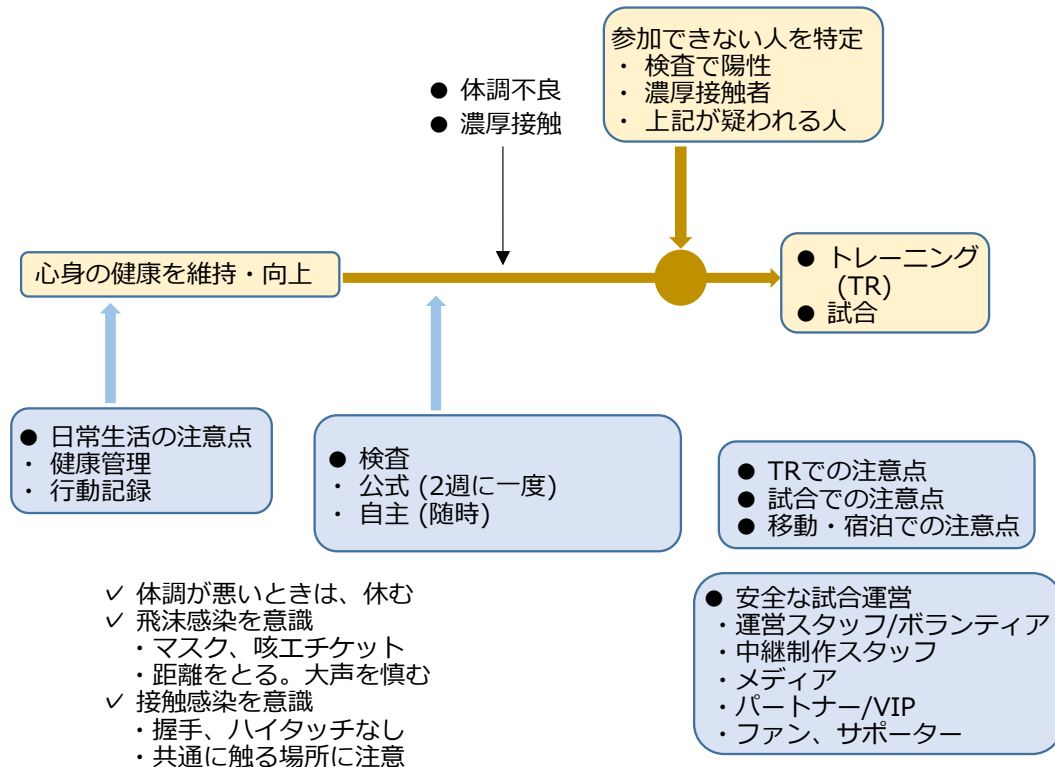 参加できない人を特定
・ 検査で陽性
・ 濃厚接触者
・ 上記が疑われる人
● 体調不良
● 濃厚接触
心身の健康を維持・向上
● トレーニング
(TR)
● 試合
● 日常生活の注意点
・ 健康管理
・ 行動記録
● 検査
・ 公式 (2週に一度)
・ 自主 (随時)
● TRでの注意点
● 試合での注意点
● 移動・宿泊での注意点
✓ 体調が悪いときは、休む
✓ 飛沫感染を意識
・マスク、咳エチケット
・距離をとる。大声を慎む
✓ 接触感染を意識
・握手、ハイタッチなし
・共通に触る場所に注意
● 安全な試合運営
・運営スタッフ/ボランティア
・中継制作スタッフ
・メディア
・パートナー/VIP
・ファン、サポーター